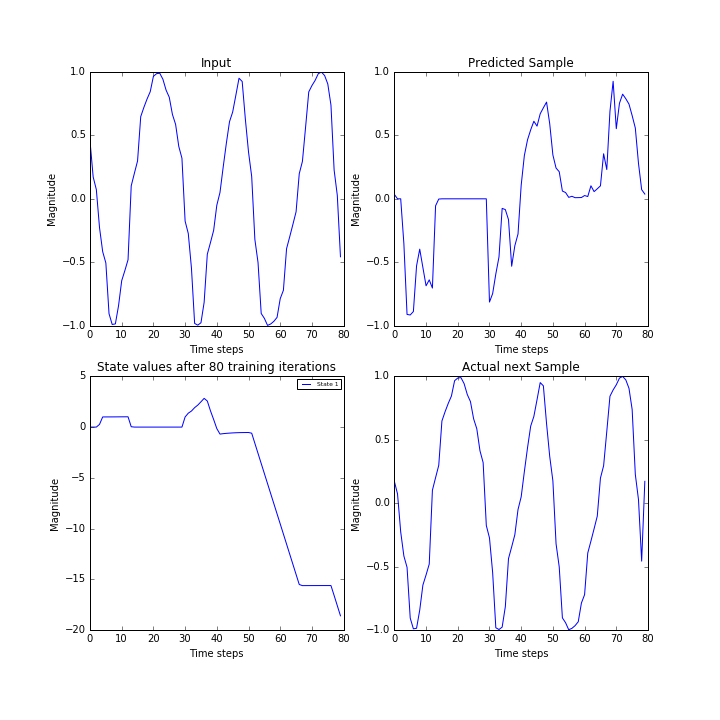 Input
1.0
0.5
0.0
−0.5
−1.0
Magnitude
0 10 20 30 40 50 60 70 80
Time steps
Predicted Sample
1.0
0.5
0.0
−0.5
−1.0
Magnitude
0 10 20 30 40 50 60 70 80
Time steps
State values after 80 training iterations
5
0
−5
−10
−15
−20
Magnitude
State 1
0 10 20 30 40 50 60 70 80
Time steps
Actual next Sample
1.0
0.5
0.0
−0.5
−1.0
Magnitude
0 10 20 30 40 50 60 70 80
Time steps